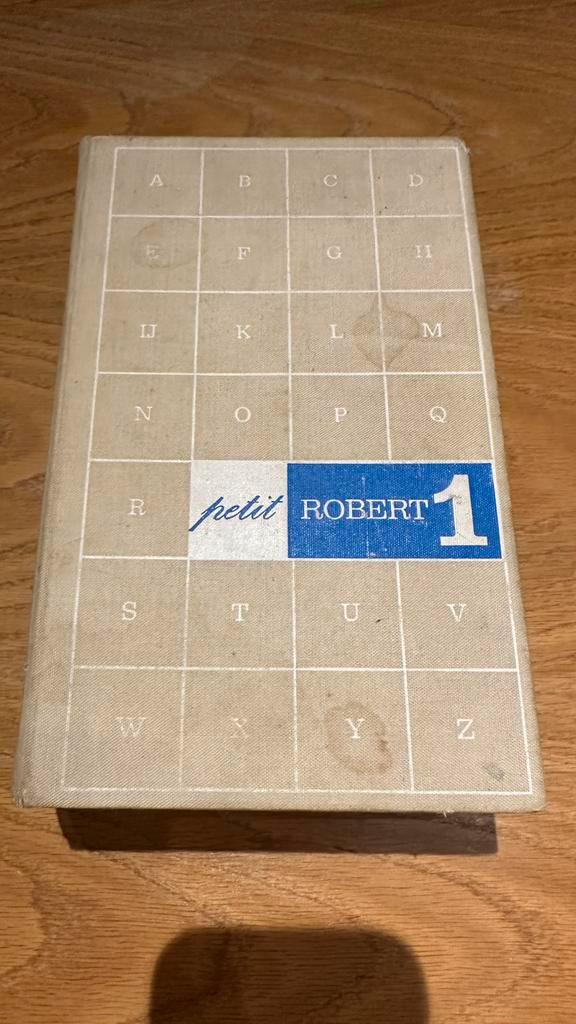 A B C D
E F G H
IJ K L M
N O P Q
R petit ROBERT 1
S T U V
W X Y Z